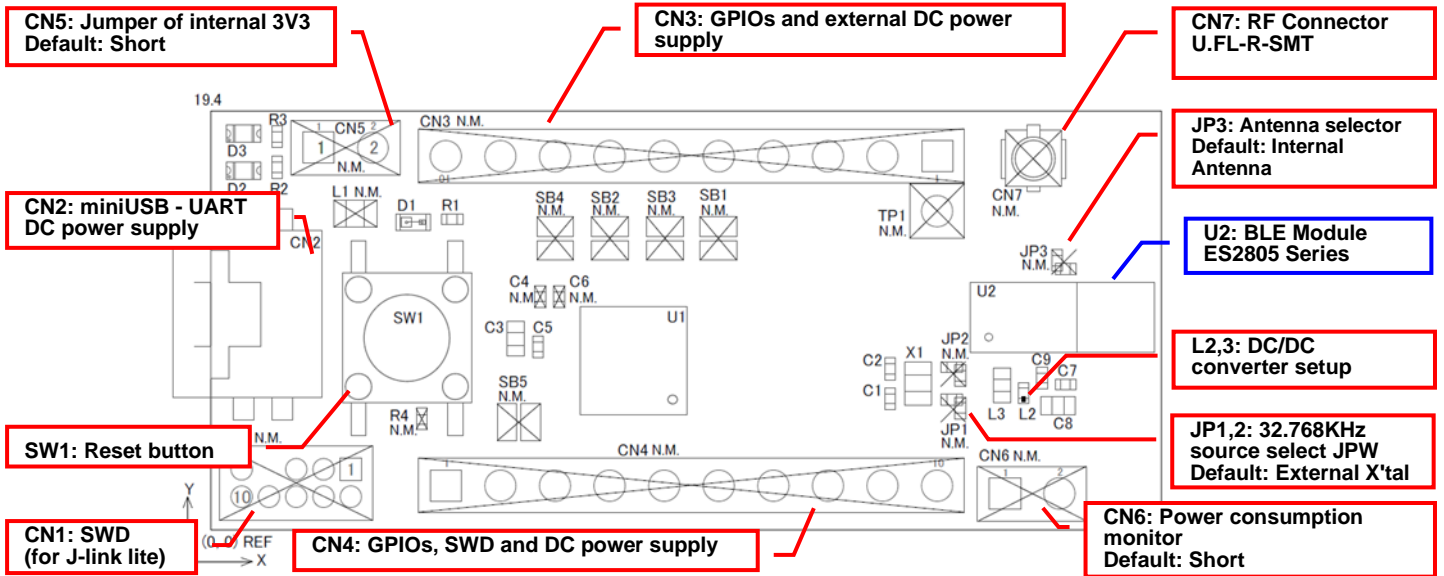 CN5: Jumper of internal 3V3
Default: Short
CN3: GPIOs and external DC power
supply
CN7: RF Connector
U.FL-R-SMT
19.4
R3
D3
D2
R2
1
CN5
2
1
2
N.M.
CN3 N.M.
1
CN7
N.M.
JP3: Antenna selector
Default: Internal
Antenna
CN2: miniUSB - UART
DC power supply
CN2
L1 N.M.
D1
R1
SB4
N.M.
SB2
N.M.
SB3
N.M.
SB1
N.M.
TP1
N.M.
JP3
N.M.
U2: BLE Module
ES2805 Series
U2
SW1
C4
N.M.
C6
N.M.
C3
C5
U1
C2
C1
X1
JP2
N.M.
C9
C7
L3
L2
C8
L2,3: DC/DC
converter setup
SB5
N.M.
R4
N.M.
JP1
N.M.
SW1: Reset button
N.M.
1
10
CN4 N.M.
1
10
CN6 N.M.
1
2
JP1,2: 32.768KHz
source select JPW
Default: External X'tal
Y
(0, 0) REF
X
CN1: SWD
(for J-link lite)
CN4: GPIOs, SWD and DC power supply
CN6: Power consumption
monitor
Default: Short